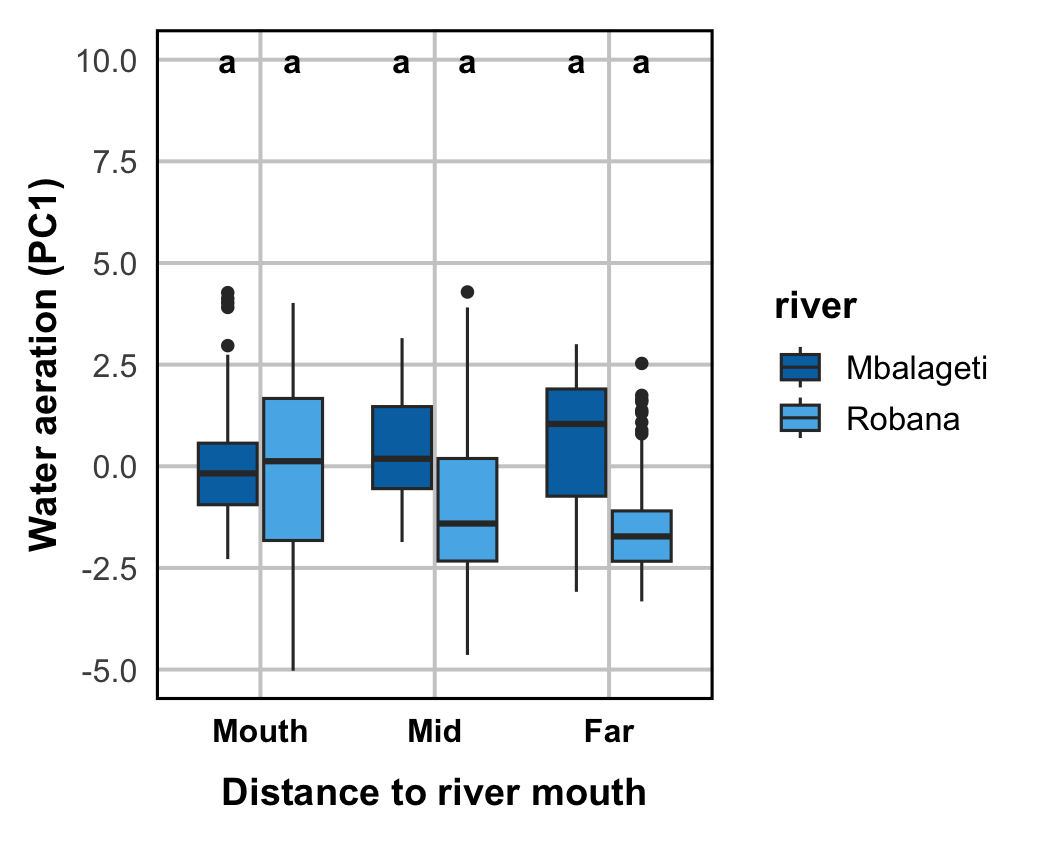 10.0
7.5
5.0
2.5
0.0
-2.5
-5.0
Water aeration (PC1)
a a a a a a
Mouth Mid Far
Distance to river mouth
river
Mbalageti
Robana